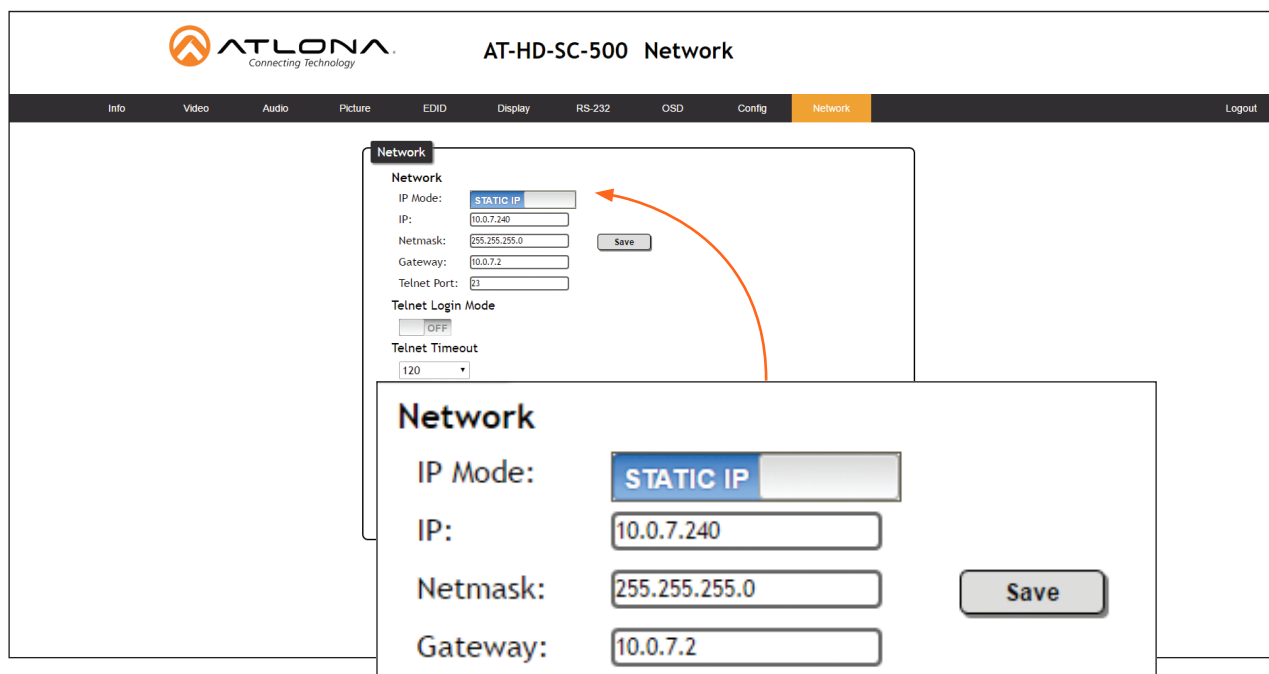 ATLONA.
Connecting Technology
AT-HD-SC-500 Network
Info Video Audio Picture EDID Display RS-232 OSD Config Network Logout
Network
Network
IP Mode: STATIC IP
IP: 10.0.7.240
Netmask: 255.255.255.0 Save
Gateway: 10.0.7.2
Telnet Port: 23
Telnet Login Mode
OFF
Telnet Timeout
120
Network
IP Mode: STATIC IP
IP: 10.0.7.240
Netmask: 255.255.255.0 Save
Gateway: 10.0.7.2